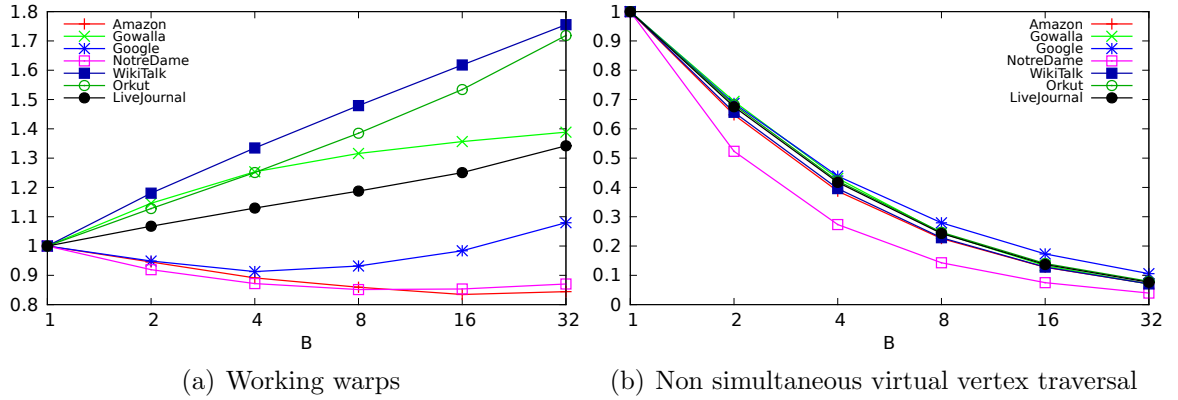 1.8
1.7
1.6
1.5
1.4
1.3
1.2
1.1
1
0.9
0.8
1
2
4
8
16
32
B
Amazon
Gowalla
Google
NotreDame
WikiTalk
Orkut
LiveJournal
(a) Working warps
1
0.9
0.8
0.7
0.6
0.5
0.4
0.3
0.2
0.1
0
1
2
4
8
16
32
B
Amazon
Gowalla
Google
NotreDame
WikiTalk
Orkut
LiveJournal
(b) Non simultaneous virtual vertex traversal